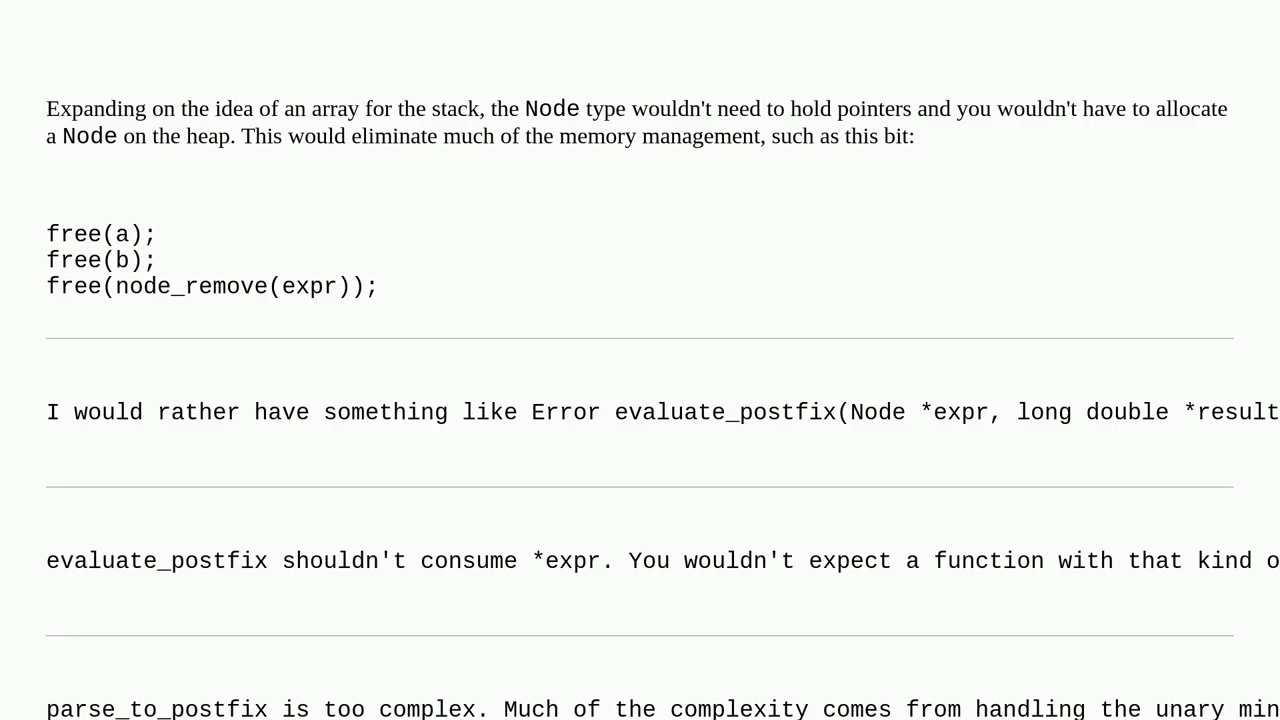 Expanding on the idea of an array for the stack, the Node type wouldn't need to hold pointers and you wouldn't have to allocate
a Node on the heap. This would eliminate much of the memory management, such as this bit:
free(a);
free(b);
free(node_remove(expr));
I would rather have something like Error evaluate_postfix(Node *expr, long double *result
evaluate_postfix shouldn't consume *expr. You wouldn't expect a function with that kind o
parse_to_postfix is too complex. Much of the complexity comes from handling the unary min